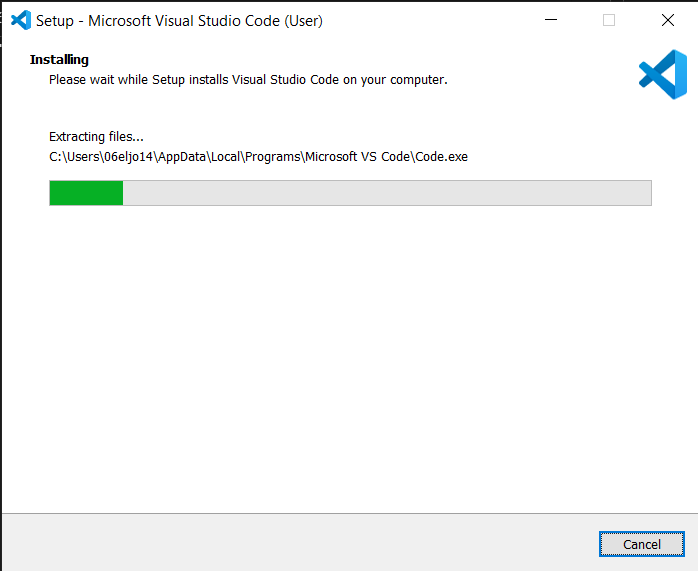 Setup - Microsoft Visual Studio Code (User)
Installing
Please wait while Setup installs Visual Studio Code on your computer.
Extracting files...
C:\Users\06eljo14\AppData\Local\Programs\Microsoft VS Code\Code.exe
Cancel